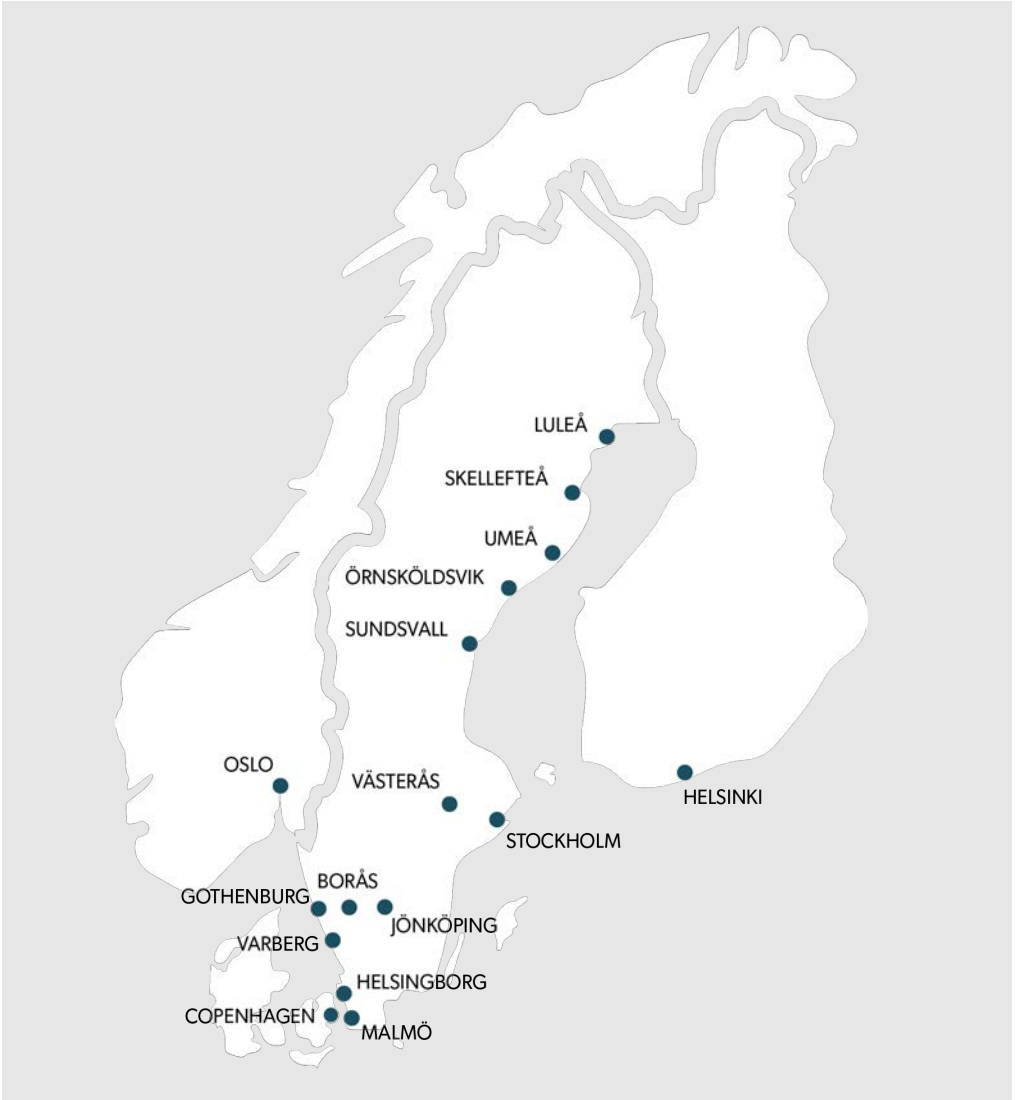 LULEÅ
SKELLEFTEÅ
UMEÅ
ÖRNSKÖLDSVIK
SUNDSVALL
OSLO
VÄSTERÅS
HELSINKI
STOCKHOLM
BORÅS
GOTHENBURG
JÖNKÖPING
VARBERG
HELSINGBORG
COPENHAGEN
MALMÖ